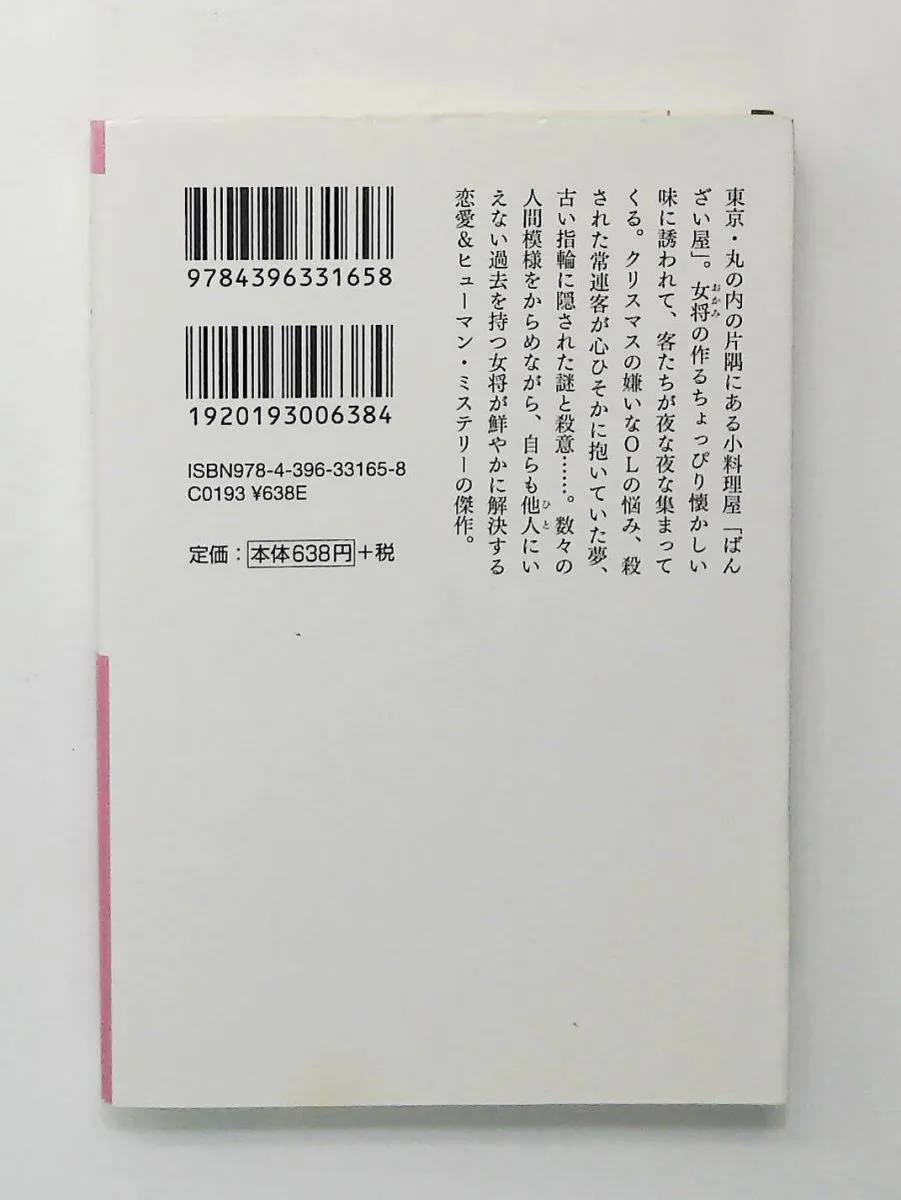 東京・丸の内の片隅にある小料理屋「ばん
ざい屋」。女将の作るちょっぴり懐かしい
おかみ
味に誘われて、客たちが夜な夜な集まって
くる。クリスマスの嫌いなOLの悩み、殺
された常連客が心ひそかに抱いていた夢、
古い指輪に隠された謎と殺意……。数々の
人間模様をからめながら、自らも他人にい
ひと
えない過去を持つ女将が鮮やかに解決する
恋愛&ヒューマン・ミステリーの傑作。
9784396331658
1920193006384
ISBN978-4-396-33165-8
C0193 ¥638E
定価:本体638円+税